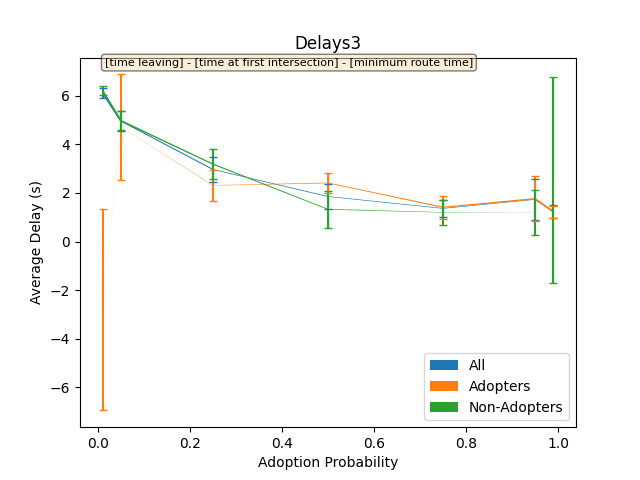 Delays3
[time leaving] - [time at first intersection] - [minimum route time]
6
4
2
0
−2
−4
−6
Average Delay (s)
0.0 0.2 0.4 0.6 0.8 1.0
Adoption Probability
All
Adopters
Non-Adopters